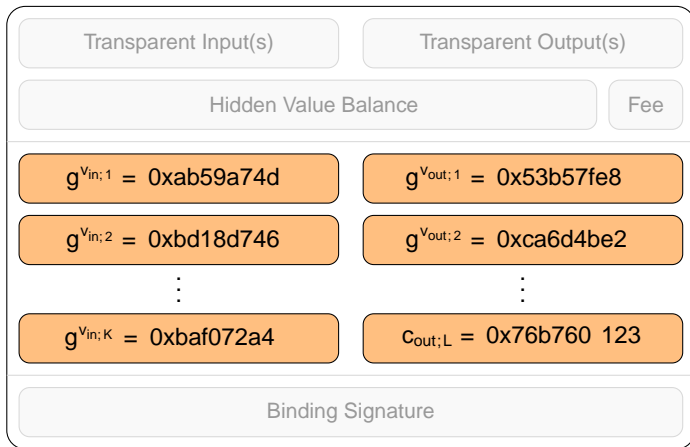 Transparent Input(s) Transparent Output(s)
Hidden Value Balance Fee
g^{v_{in;1}} = 0xab59a74d g^{v_{out;1}} = 0x53b57fe8
g^{v_{in;2}} = 0xbd18d746 g^{v_{out;2}} = 0xca6d4be2
⋮ ⋮
g^{v_{in;K}} = 0xbaf072a4 c_{out;L} = 0x76b760 123
Binding Signature